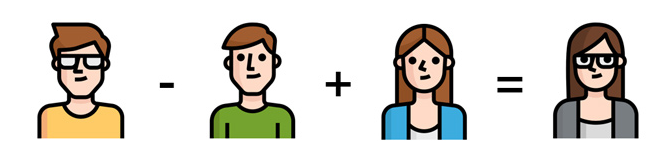 - + =